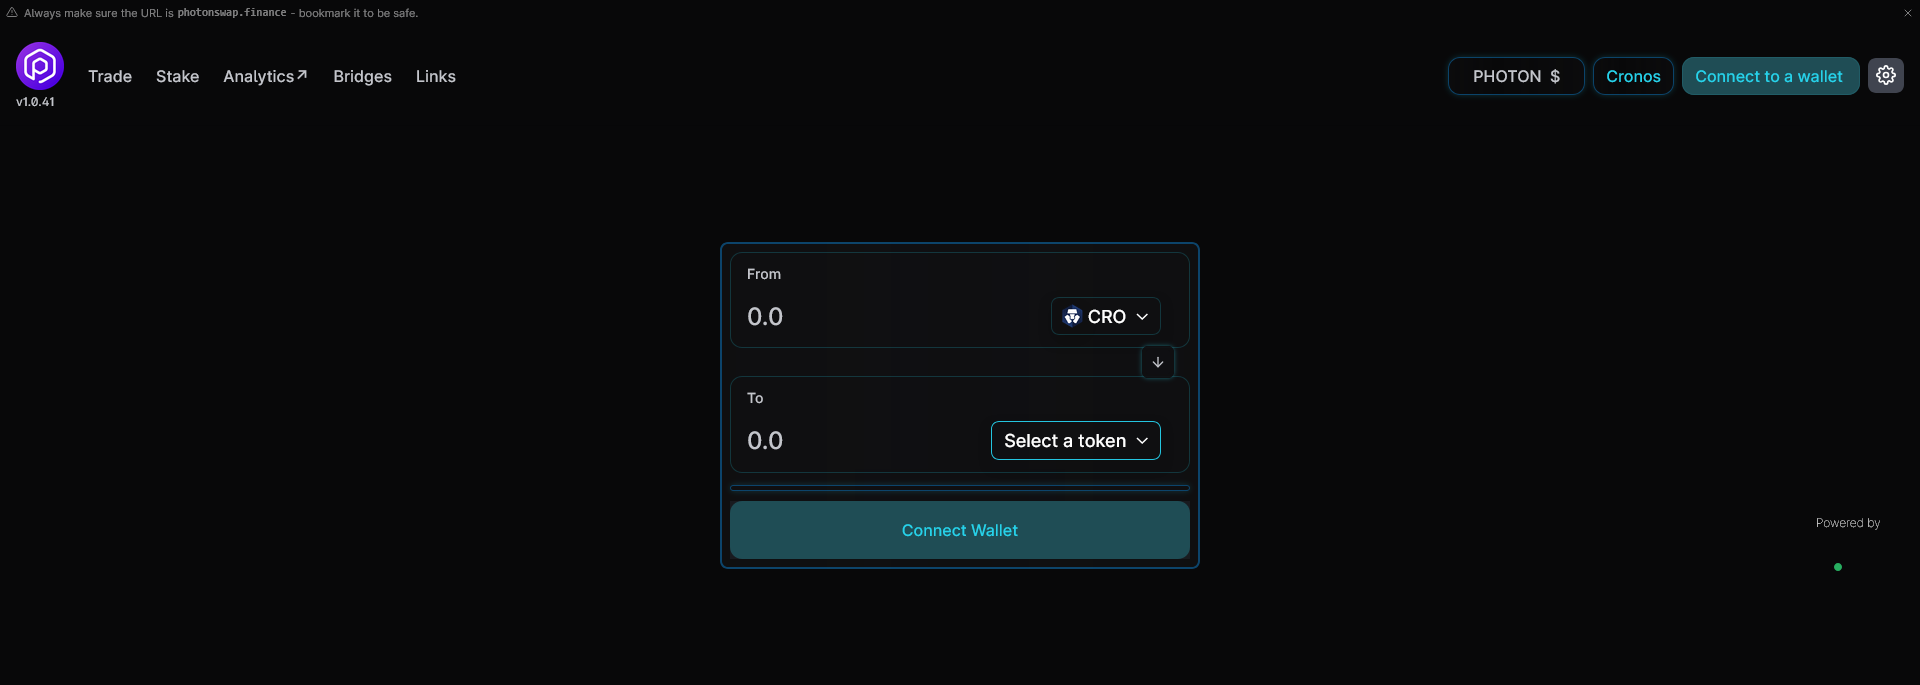 Always make sure the URL is photonswap.finance - bookmark it to be safe.
Trade Stake Analytics Bridges Links
PHOTON $ Cronos Connect to a wallet
v1.0.41
From
0.0 CRO
To
0.0 Select a token
Connect Wallet
Powered by